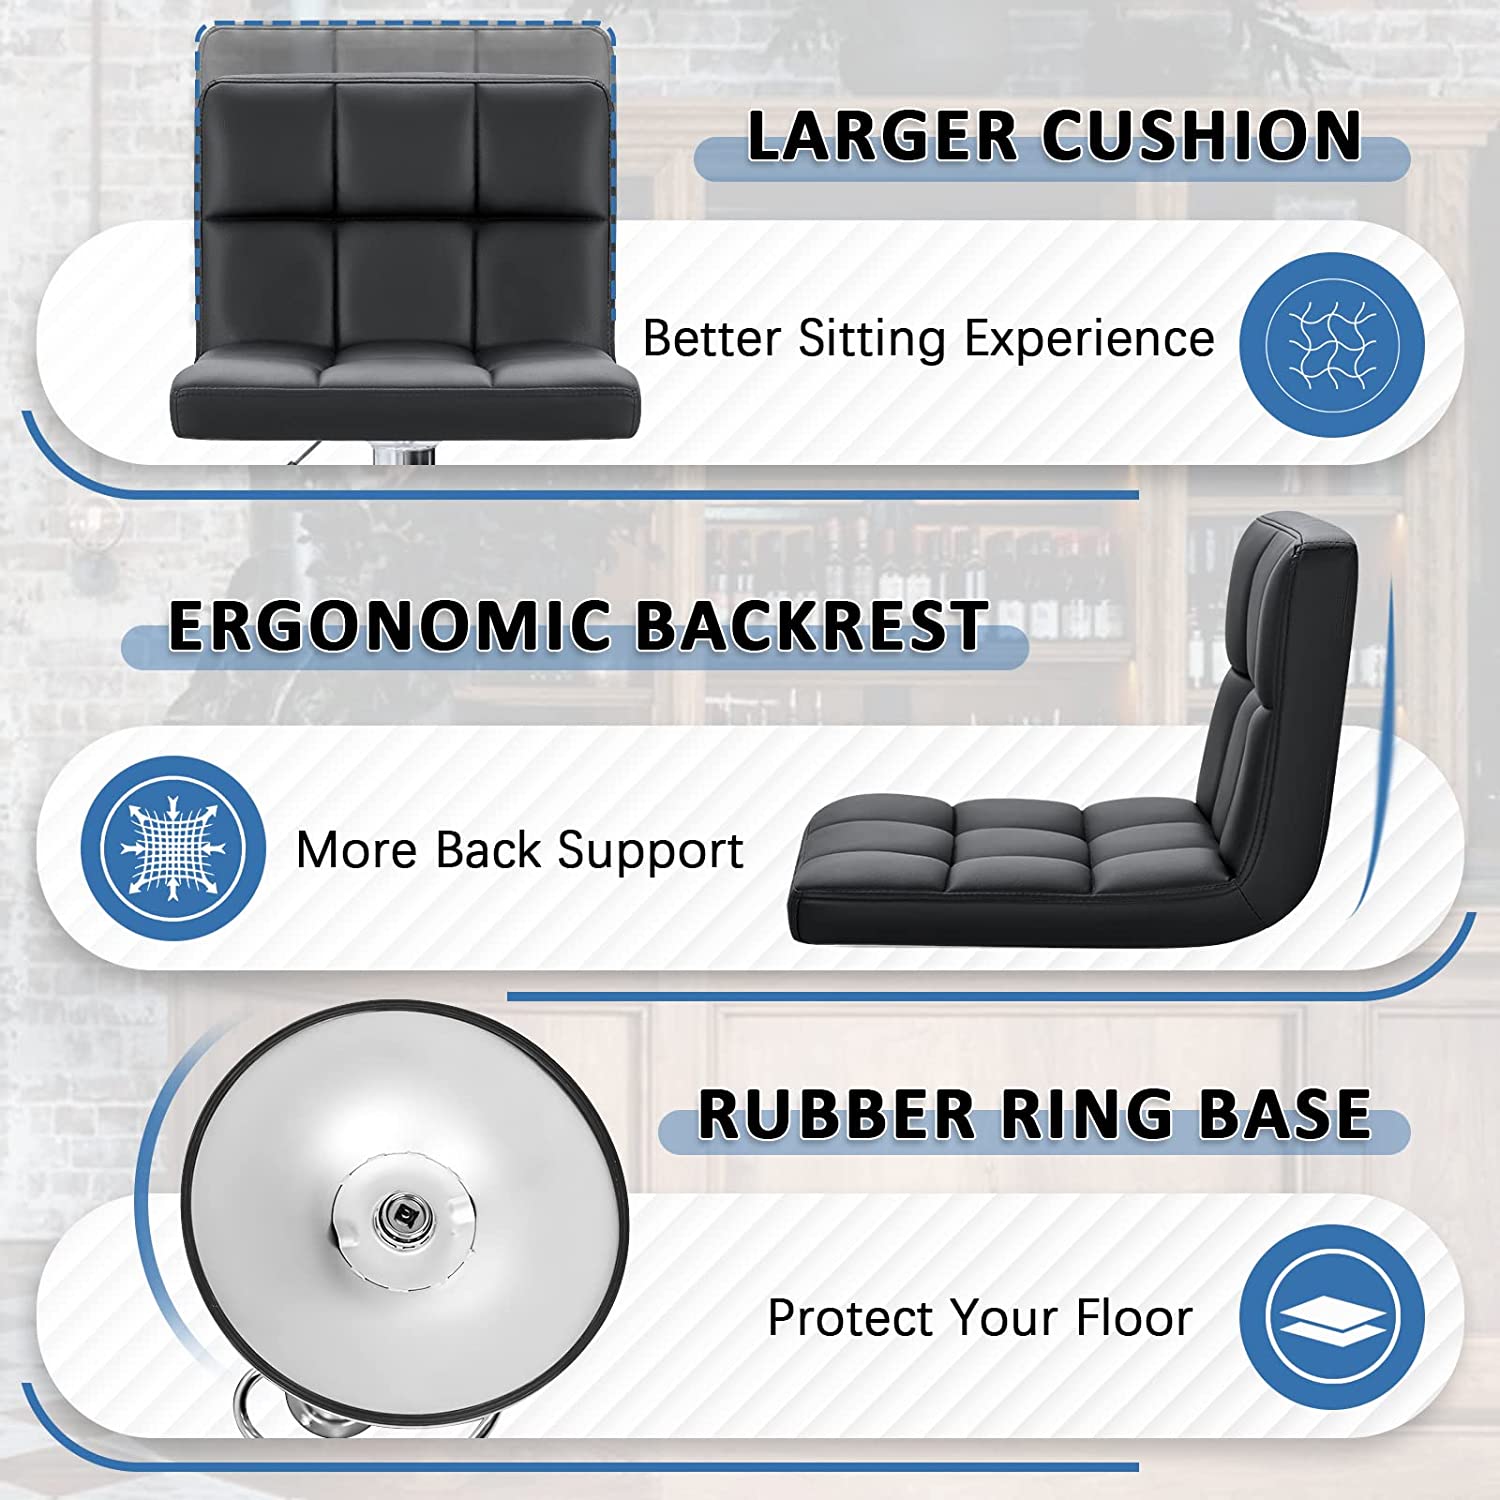 LARGER CUSHION
Better Sitting Experience
ERGONOMIC BACKREST
More Back Support
RUBBER RING BASE
Protect Your Floor